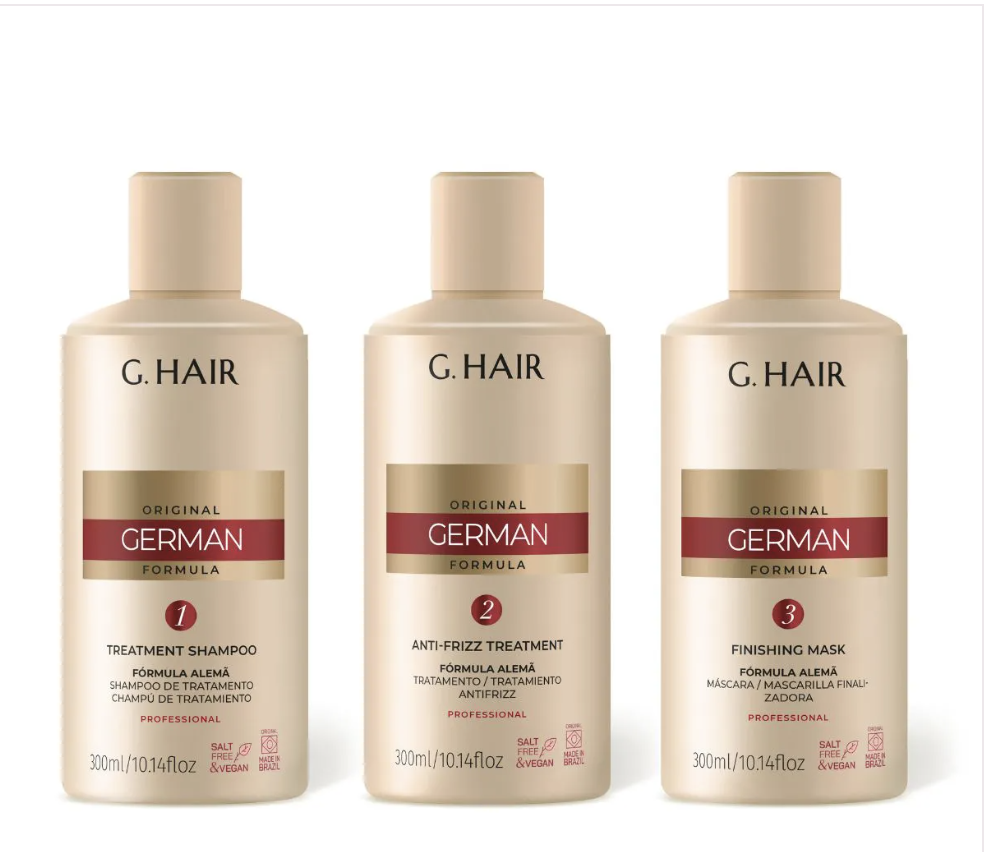 G. HAIR
ORIGINAL
GERMAN
FORMULA
1
TREATMENT SHAMPOO
FÓRMULA ALEMÃ
SHAMPOO DE TRATAMENTO
CHAMPÚ DE TRATAMIENTO
PROFESSIONAL
300ml/10.14floz
SALT
FREE
&VEGAN
ORIGINAL
MADE IN
BRAZIL
G. HAIR
ORIGINAL
GERMAN
FORMULA
2
ANTI-FRIZZ TREATMENT
FÓRMULA ALEMÃ
TRATAMENTO / TRATAMIENTO
ANTIFRIZZ
PROFESSIONAL
300ml/10.14floz
SALT
FREE
&VEGAN
ORIGINAL
MADE IN
BRAZIL
G. HAIR
ORIGINAL
GERMAN
FORMULA
3
FINISHING MASK
FÓRMULA ALEMÃ
MÁSCARA / MASCARILLA FINALI-
ZADORA
PROFESSIONAL
300ml/10.14floz
SALT
FREE
&VEGAN
ORIGINAL
MADE IN
BRAZIL